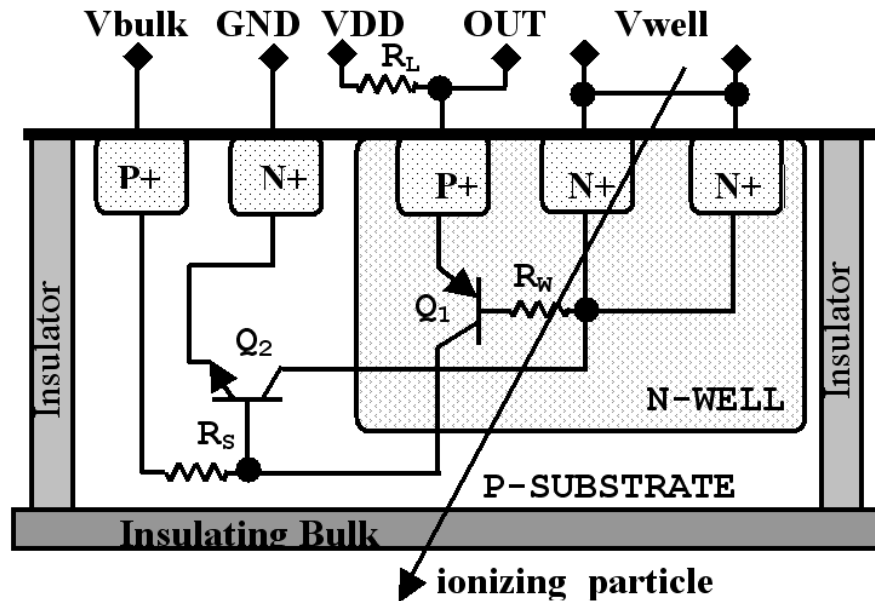 Vbulk GND VDD OUT Vwell
RL
P+ N+ P+ N+ N+
RW
Q1
Q2
Insulator
Insulator
N-WELL
RS
P-SUBSTRATE
Insulating Bulk
ionizing particle